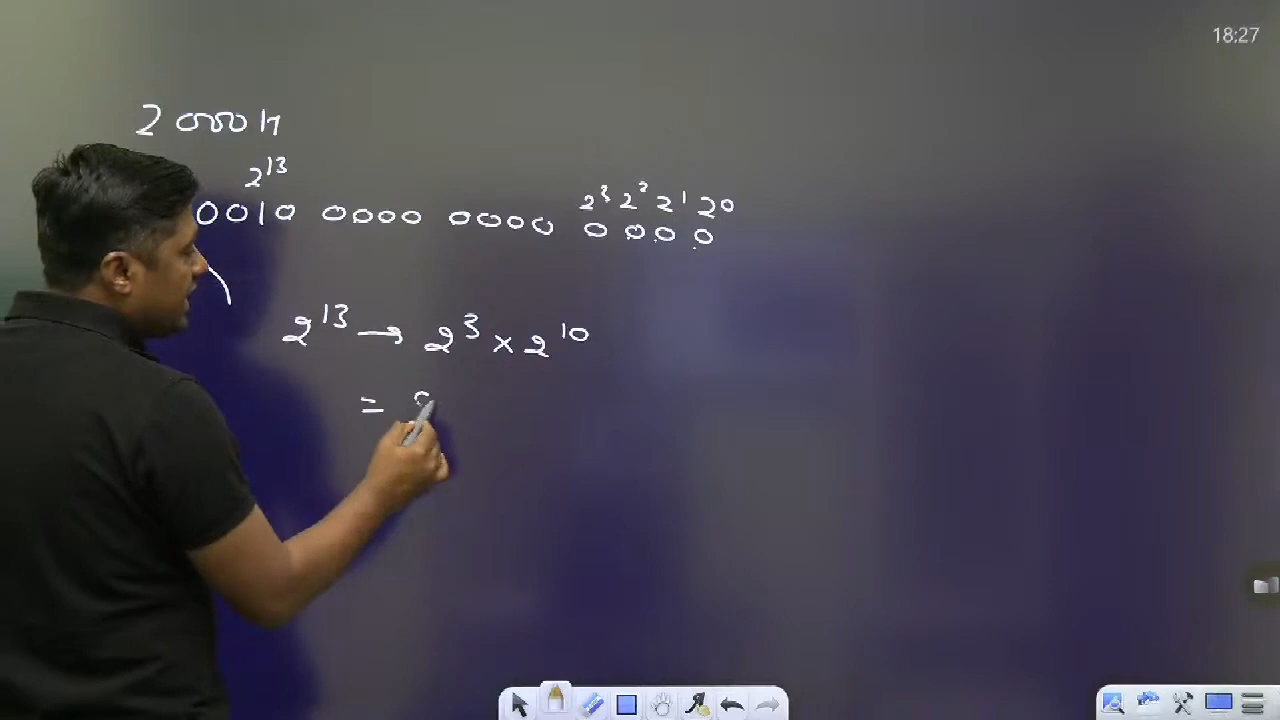 18:27
2000H
2^13
2^3 2^2 2^1 2^0
0010 0000 0000 0000
2^13 → 2^3 × 2^10
=